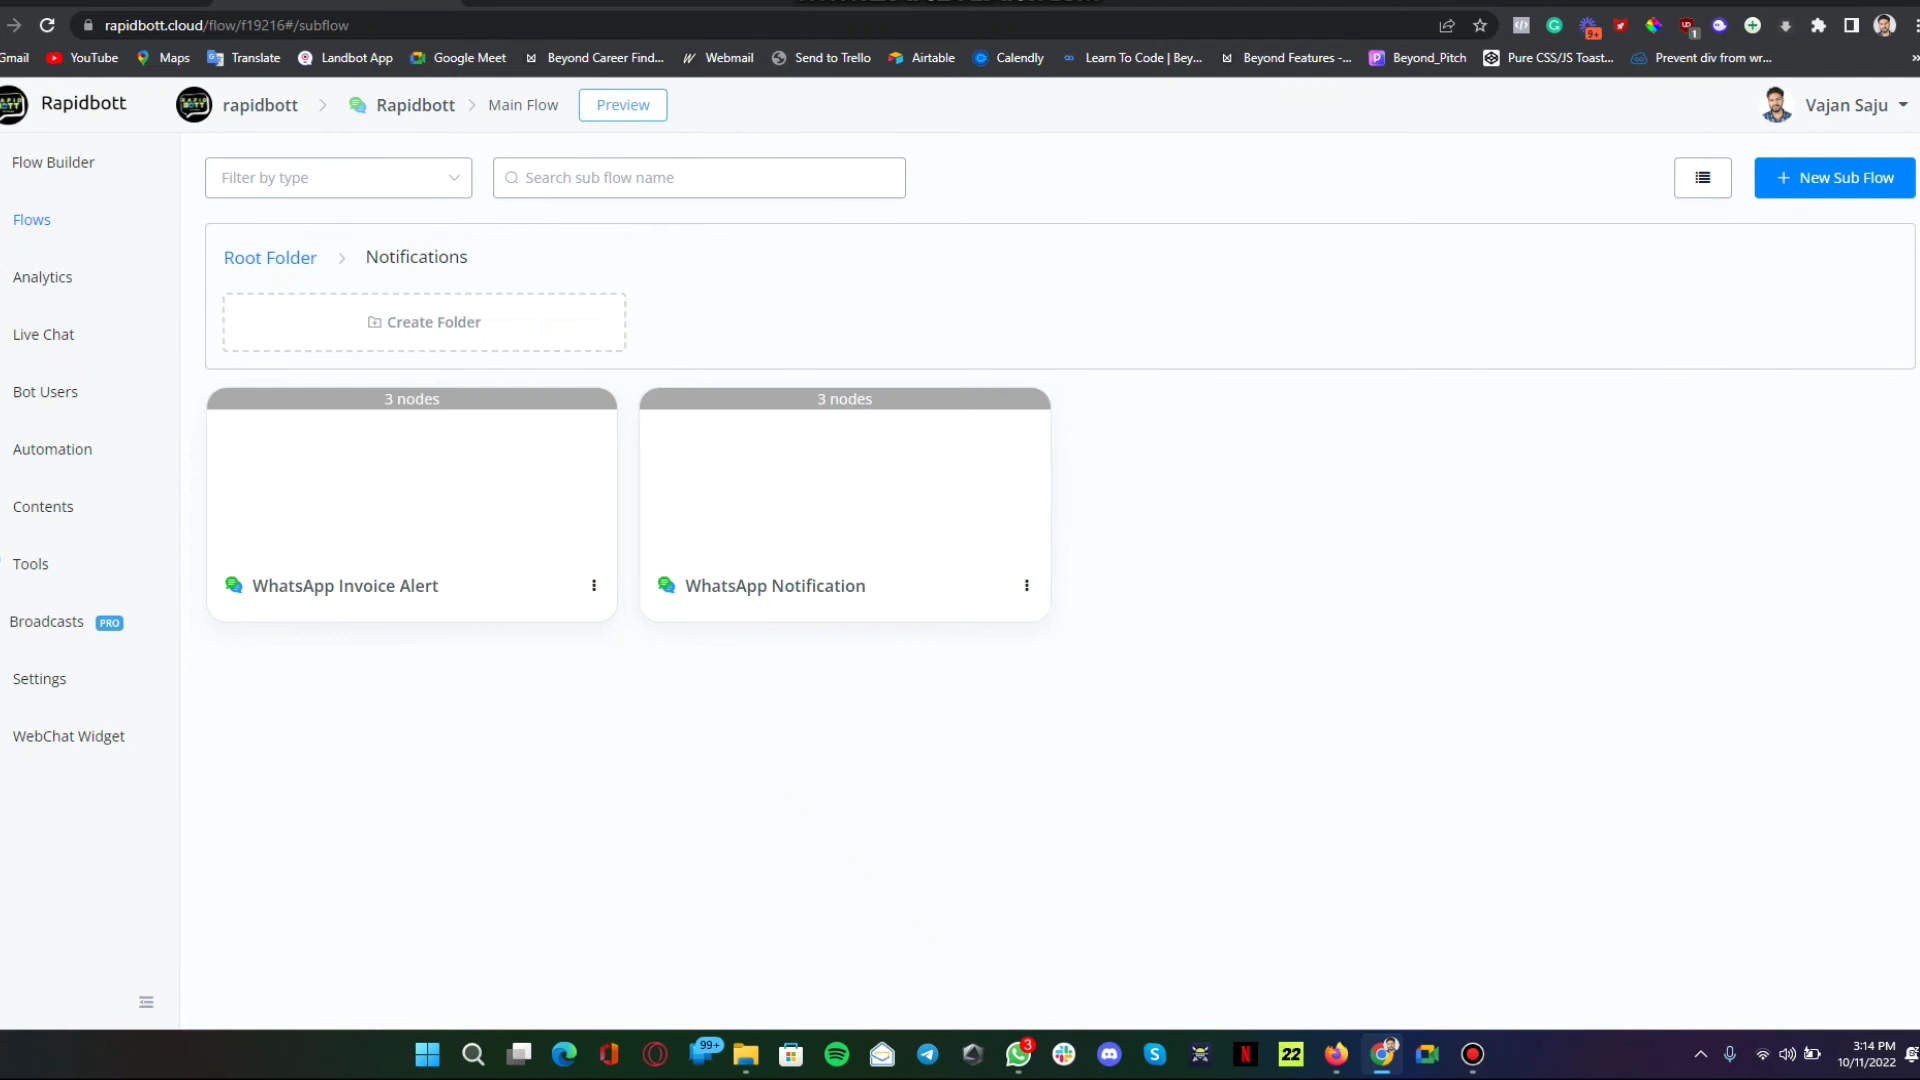 rapidbott.cloud/flow/f19216#/subflow
9+
1
Gmail YouTube Maps Translate Landbot App Google Meet Beyond Career Find... Webmail Send to Trello Airtable Calendly Learn To Code | Bey... Beyond Features -... Beyond_Pitch Pure CSS/JS Toast... Prevent div from wr... »
Rapidbott
rapidbott > Rapidbott > Main Flow Preview
Vajan Saju
Flow Builder
Flows
Analytics
Live Chat
Bot Users
Automation
Contents
Tools
Broadcasts PRO
Settings
WebChat Widget
Filter by type
Search sub flow name
+ New Sub Flow
Root Folder > Notifications
Create Folder
3 nodes
WhatsApp Invoice Alert
3 nodes
WhatsApp Notification
99+
3
22
3:14 PM
10/11/2022